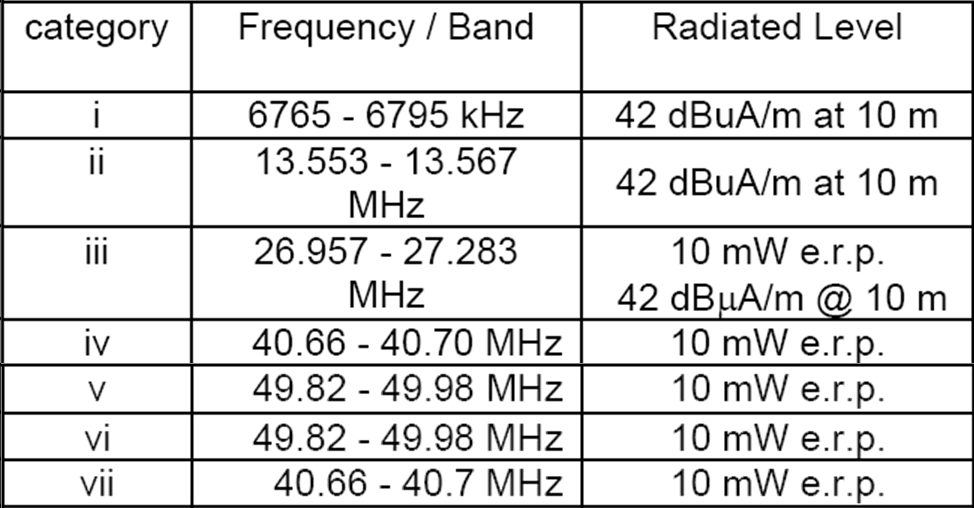 category Frequency / Band Radiated Level
i 6765 - 6795 kHz 42 dBuA/m at 10 m
ii 13.553 - 13.567 MHz 42 dBuA/m at 10 m
iii 26.957 - 27.283 MHz 10 mW e.r.p. 42 dBµA/m @ 10 m
iv 40.66 - 40.70 MHz 10 mW e.r.p.
v 49.82 - 49.98 MHz 10 mW e.r.p.
vi 49.82 - 49.98 MHz 10 mW e.r.p.
vii 40.66 - 40.7 MHz 10 mW e.r.p.